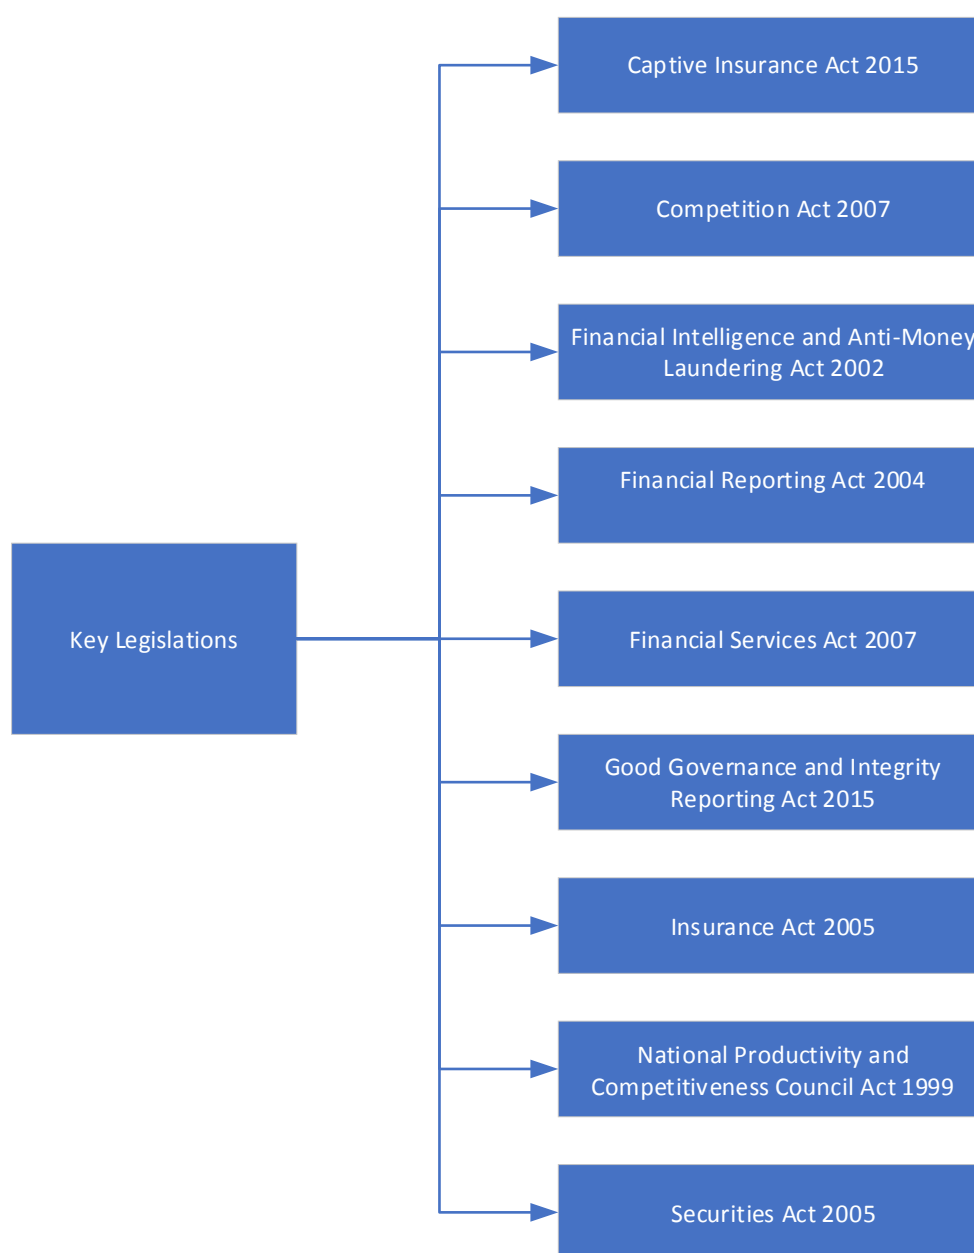 Captive Insurance Act 2015
Competition Act 2007
Financial Intelligence and Anti-Money
Laundering Act 2002
Financial Reporting Act 2004
Key Legislations
Financial Services Act 2007
Good Governance and Integrity
Reporting Act 2015
Insurance Act 2005
National Productivity and
Competitiveness Council Act 1999
Securities Act 2005